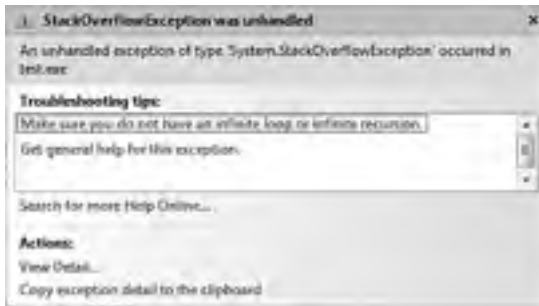 StackOverflowException was unhandled
An unhandled exception of type 'System.StackOverflowException' occurred in
test.exe
Troubleshooting tips:
Make sure you do not have an infinite loop or infinite recursion.
Get general help for this exception.
Search for more Help Online...
Actions:
View Detail...
Copy exception detail to the clipboard